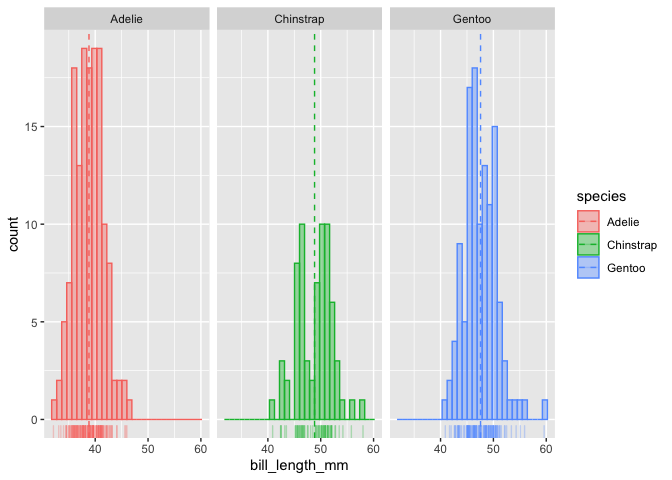 Adelie Chinstrap Gentoo
15
10
5
0
count
40 50 60 40 50 60 40 50 60
bill_length_mm
species
Adelie
Chinstrap
Gentoo